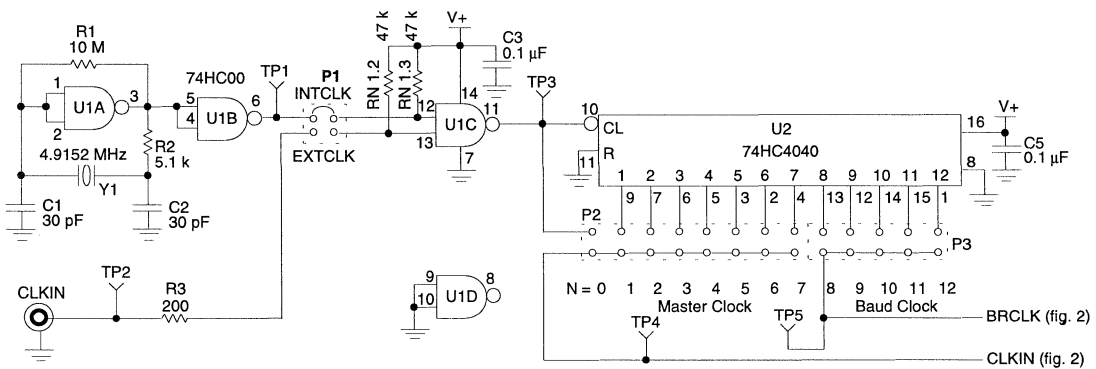 R1
10 M
1
2
U1A
3
74HC00
5
4
U1B
6
TP1
P1
INTCLK
EXTCLK
47 k
47 k
RN 1.2
RN 1.3
V+
C3
0.1 µF
14
12
13
U1C
11
7
TP3
10
CL
R
11
U2
74HC4040
16
V+
C5
0.1 µF
8
1 2 3 4 5 6 7 8 9 10 11 12
9 7 6 5 3 2 4 13 12 14 15 1
R2
5.1 k
4.9152 MHz
Y1
C1
30 pF
C2
30 pF
P2
P3
TP2
CLKIN
R3
200
9
10
U1D
8
N = 0 1 2 3 4 5 6 7 8 9 10 11 12
Master Clock
Baud Clock
TP4
TP5
BRCLK (fig. 2)
CLKIN (fig. 2)